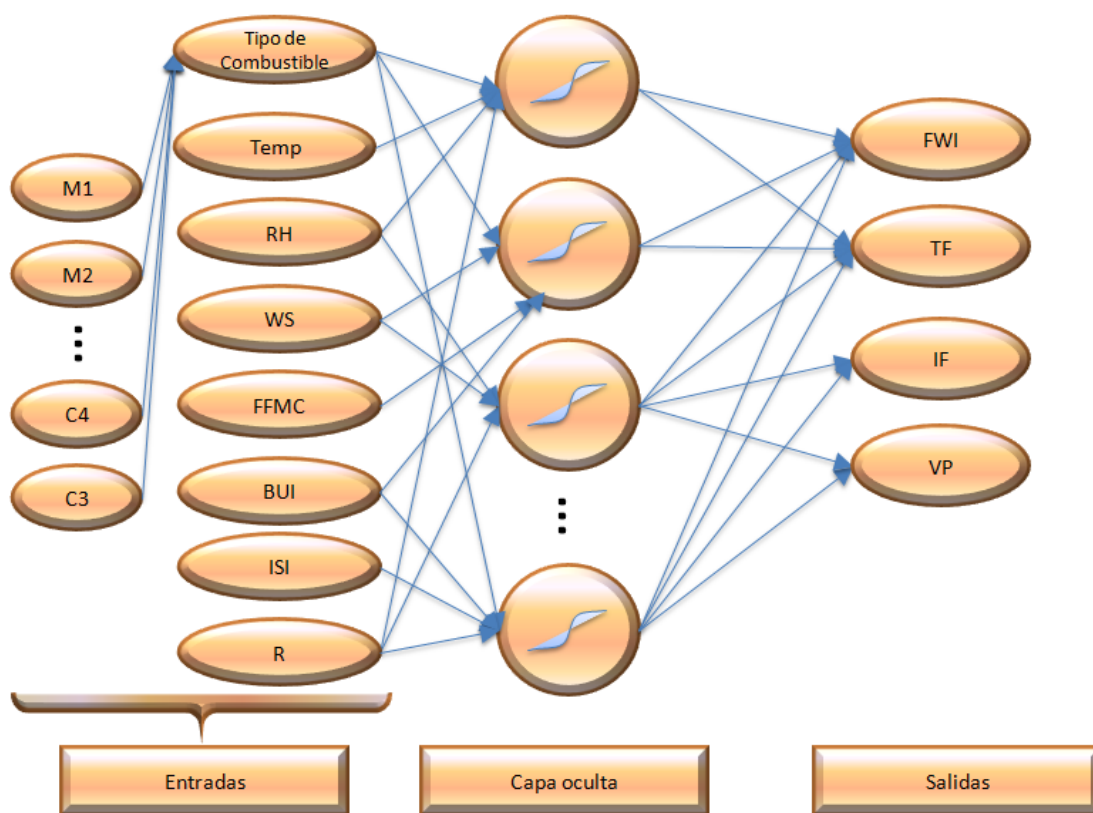 Tipo de
Combustible
Temp
RH
WS
FFMC
BUI
ISI
R
M1
M2
C4
C3
FWI
TF
IF
VP
Entradas
Capa oculta
Salidas